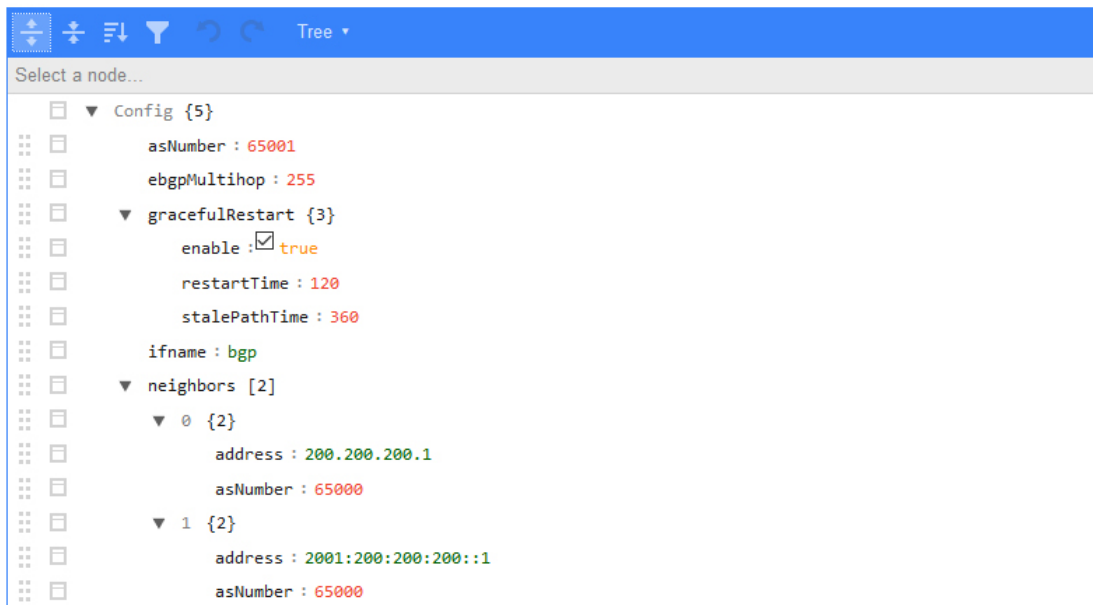 Tree
Select a node...
Config {5}
asNumber : 65001
ebgpMultihop : 255
gracefulRestart {3}
enable : true
restartTime : 120
stalePathTime : 360
ifname : bgp
neighbors [2]
0 {2}
address : 200.200.200.1
asNumber : 65000
1 {2}
address : 2001:200:200:200::1
asNumber : 65000